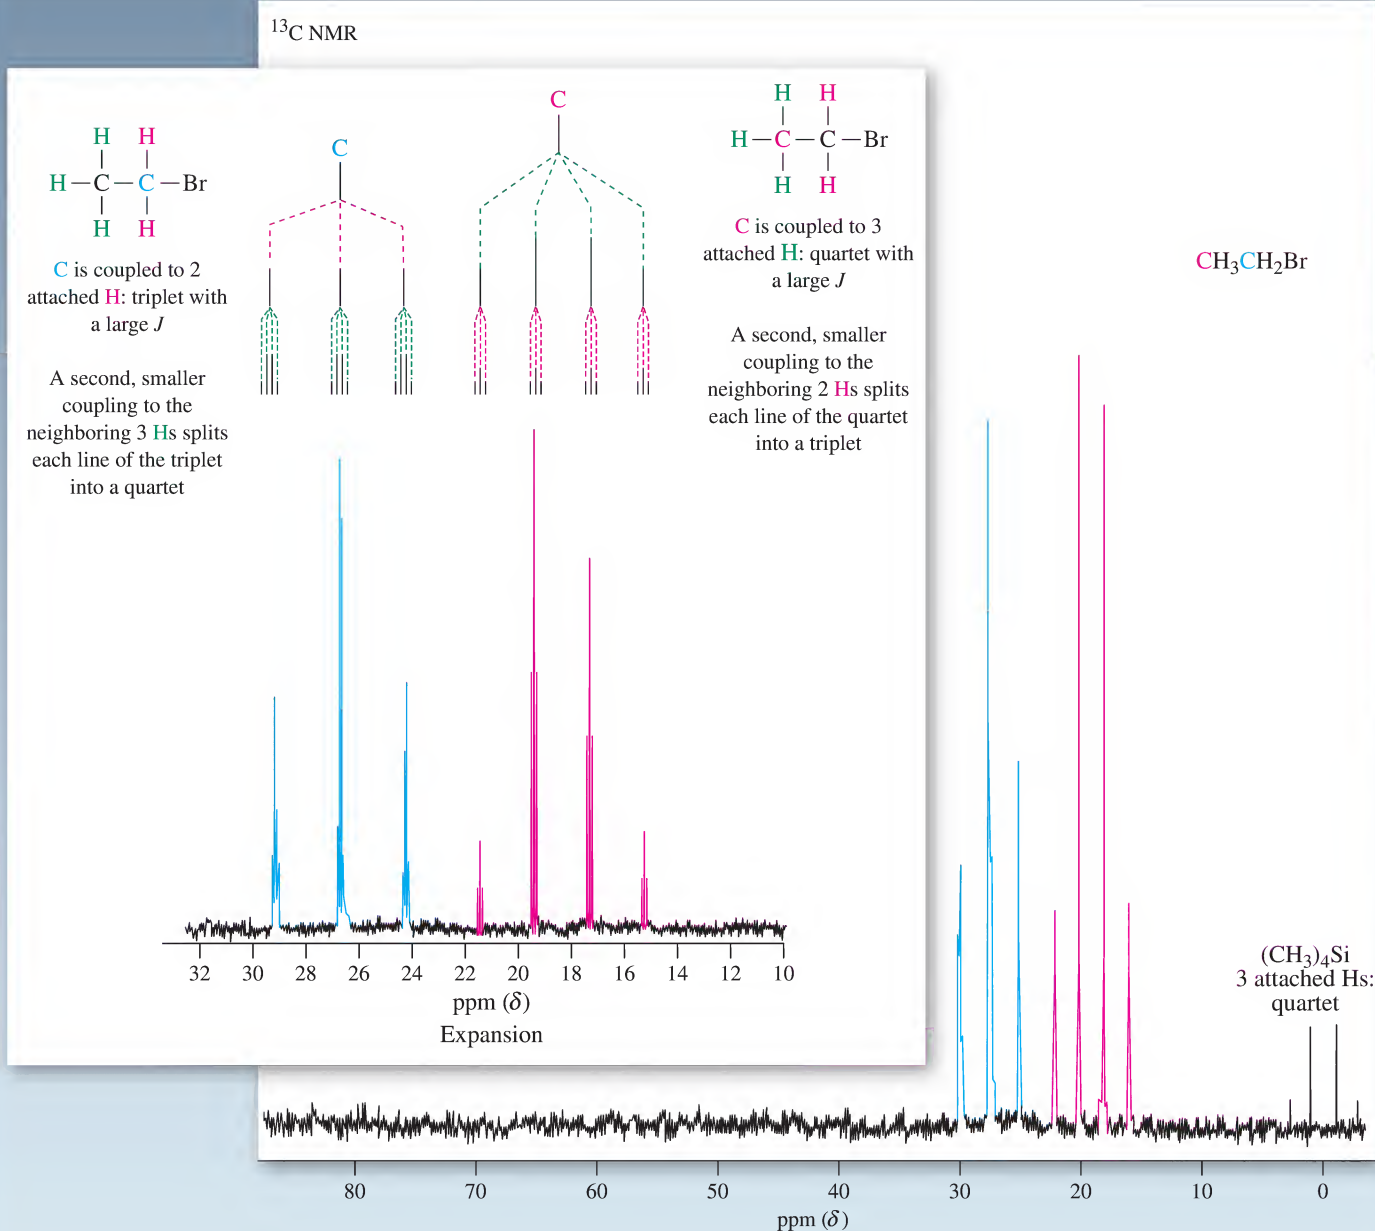 ¹³C NMR
H H
H—C—C—Br
H H
C is coupled to 2
attached H: triplet with
a large J
A second, smaller
coupling to the
neighboring 3 Hs splits
each line of the triplet
into a quartet
C
C
H H
H—C—C—Br
H H
C is coupled to 3
attached H: quartet with
a large J
A second, smaller
coupling to the
neighboring 2 Hs splits
each line of the quartet
into a triplet
CH₃CH₂Br
32 30 28 26 24 22 20 18 16 14 12 10
ppm (δ)
Expansion
(CH₃)₄Si
3 attached Hs:
quartet
80 70 60 50 40 30 20 10 0
ppm (δ)